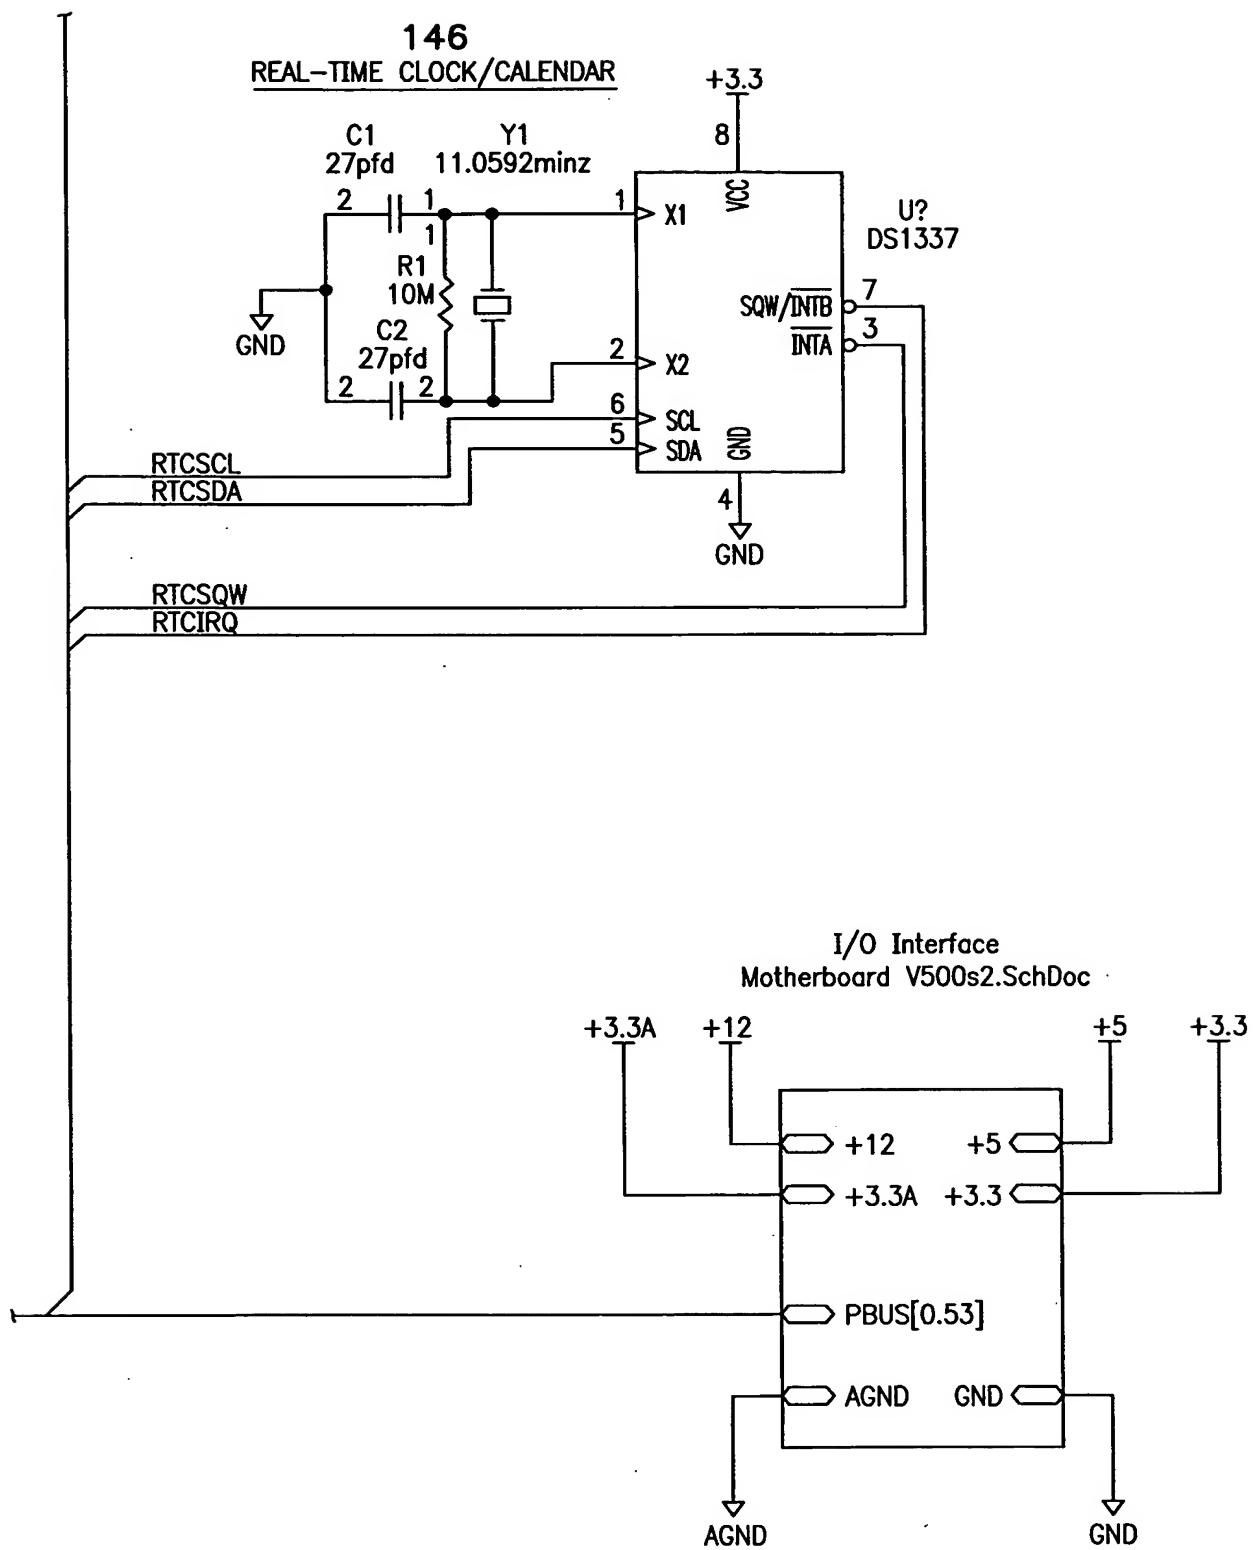 146
REAL-TIME CLOCK/CALENDAR
+3.3
C1
27pfd
Y1
11.0592minz
8
VCC
U?
DS1337
2
1
1
1
X1
R1
10M
SQW/INTB
7
INTA
3
GND
C2
27pfd
2
X2
2
2
6
SCL
5
SDA
GND
RTCSCL
RTCSDA
4
GND
RTCSQW
RTCIRQ
I/O Interface
Motherboard V500s2.SchDoc
+3.3A
+12
+5
+3.3
+12
+5
+3.3A
+3.3
PBUS[0.53]
AGND
GND
AGND
GND